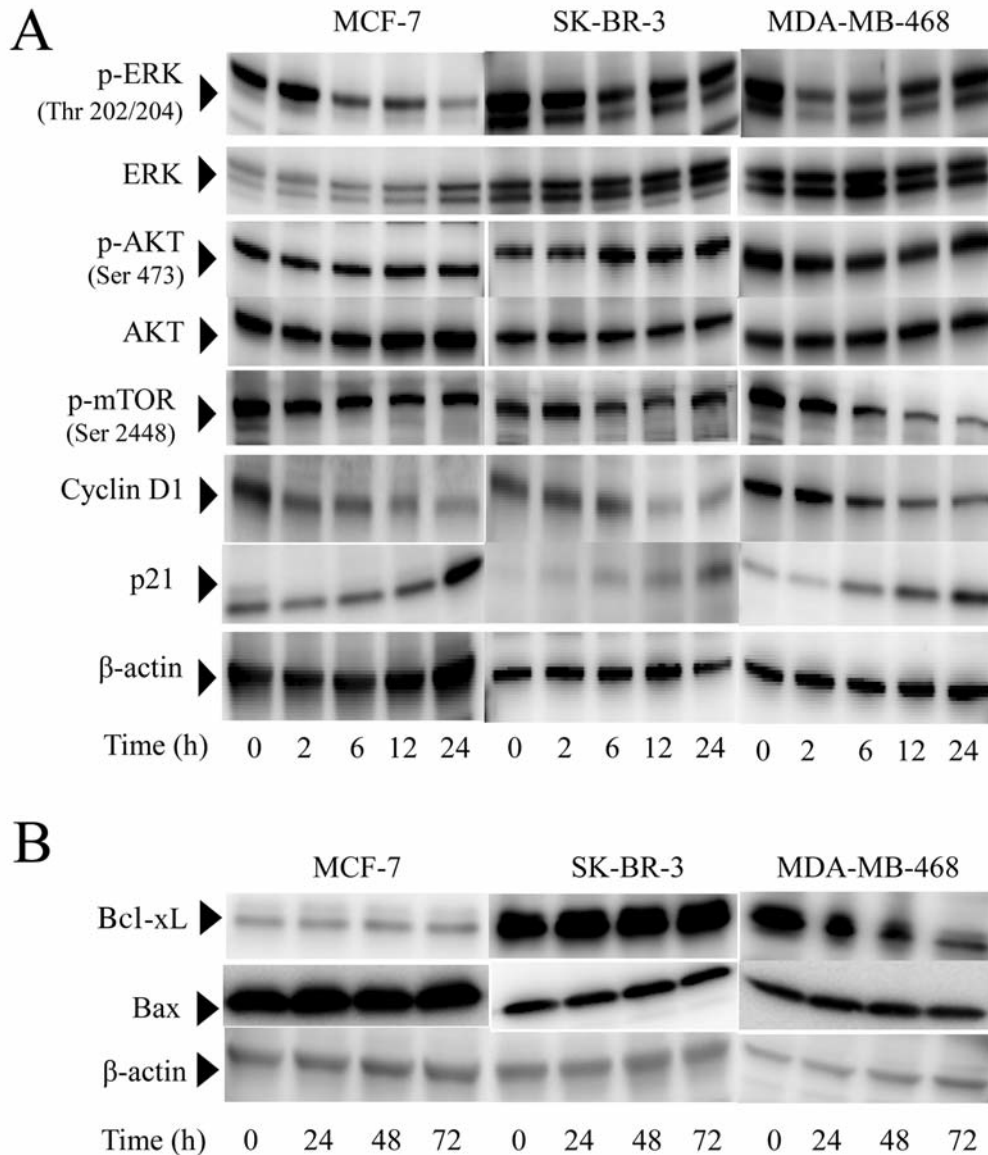 A
MCF-7 SK-BR-3 MDA-MB-468
p-ERK
(Thr 202/204)
ERK
p-AKT
(Ser 473)
AKT
p-mTOR
(Ser 2448)
Cyclin D1
p21
β-actin
Time (h) 0 2 6 12 24 0 2 6 12 24 0 2 6 12 24
B
MCF-7 SK-BR-3 MDA-MB-468
Bcl-xL
Bax
β-actin
Time (h) 0 24 48 72 0 24 48 72 0 24 48 72